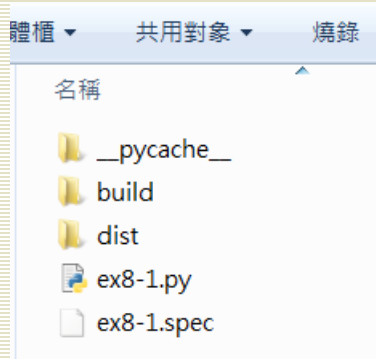 體櫃 共用對象 燒錄
名稱
__pycache__
build
dist
ex8-1.py
ex8-1.spec